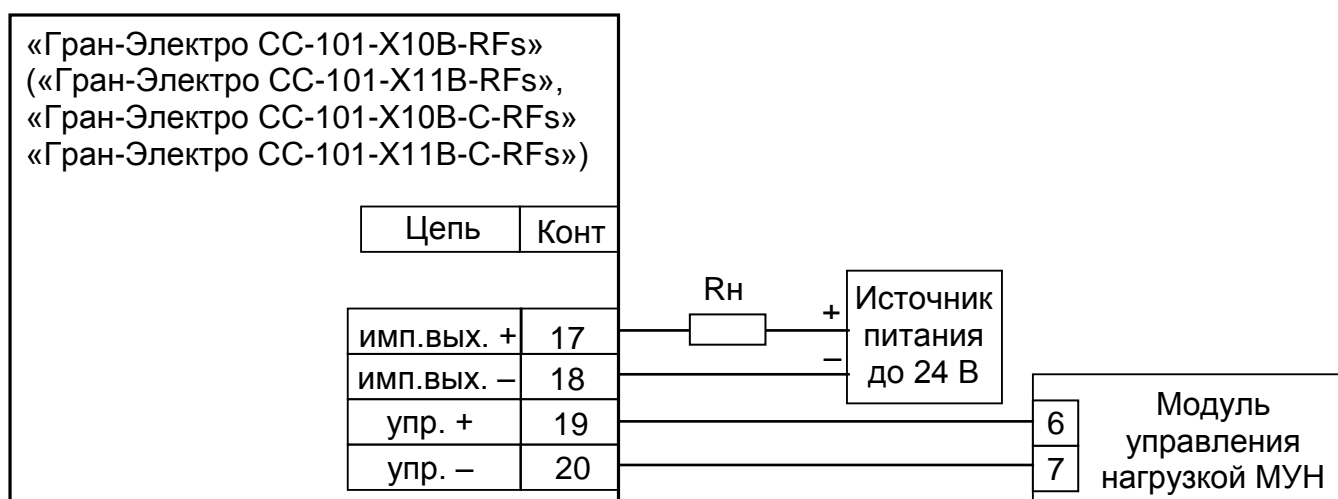 «Гран-Электро СС-101-Х10В-RFs»
(«Гран-Электро СС-101-Х11В-RFs»,
«Гран-Электро СС-101-Х10В-С-RFs»
«Гран-Электро СС-101-Х11В-С-RFs»)
Цепь Конт
имп.вых. + 17
имп.вых. – 18
упр. + 19
упр. – 20
Rн
+
–
Источник
питания
до 24 В
6
7
Модуль
управления
нагрузкой МУН